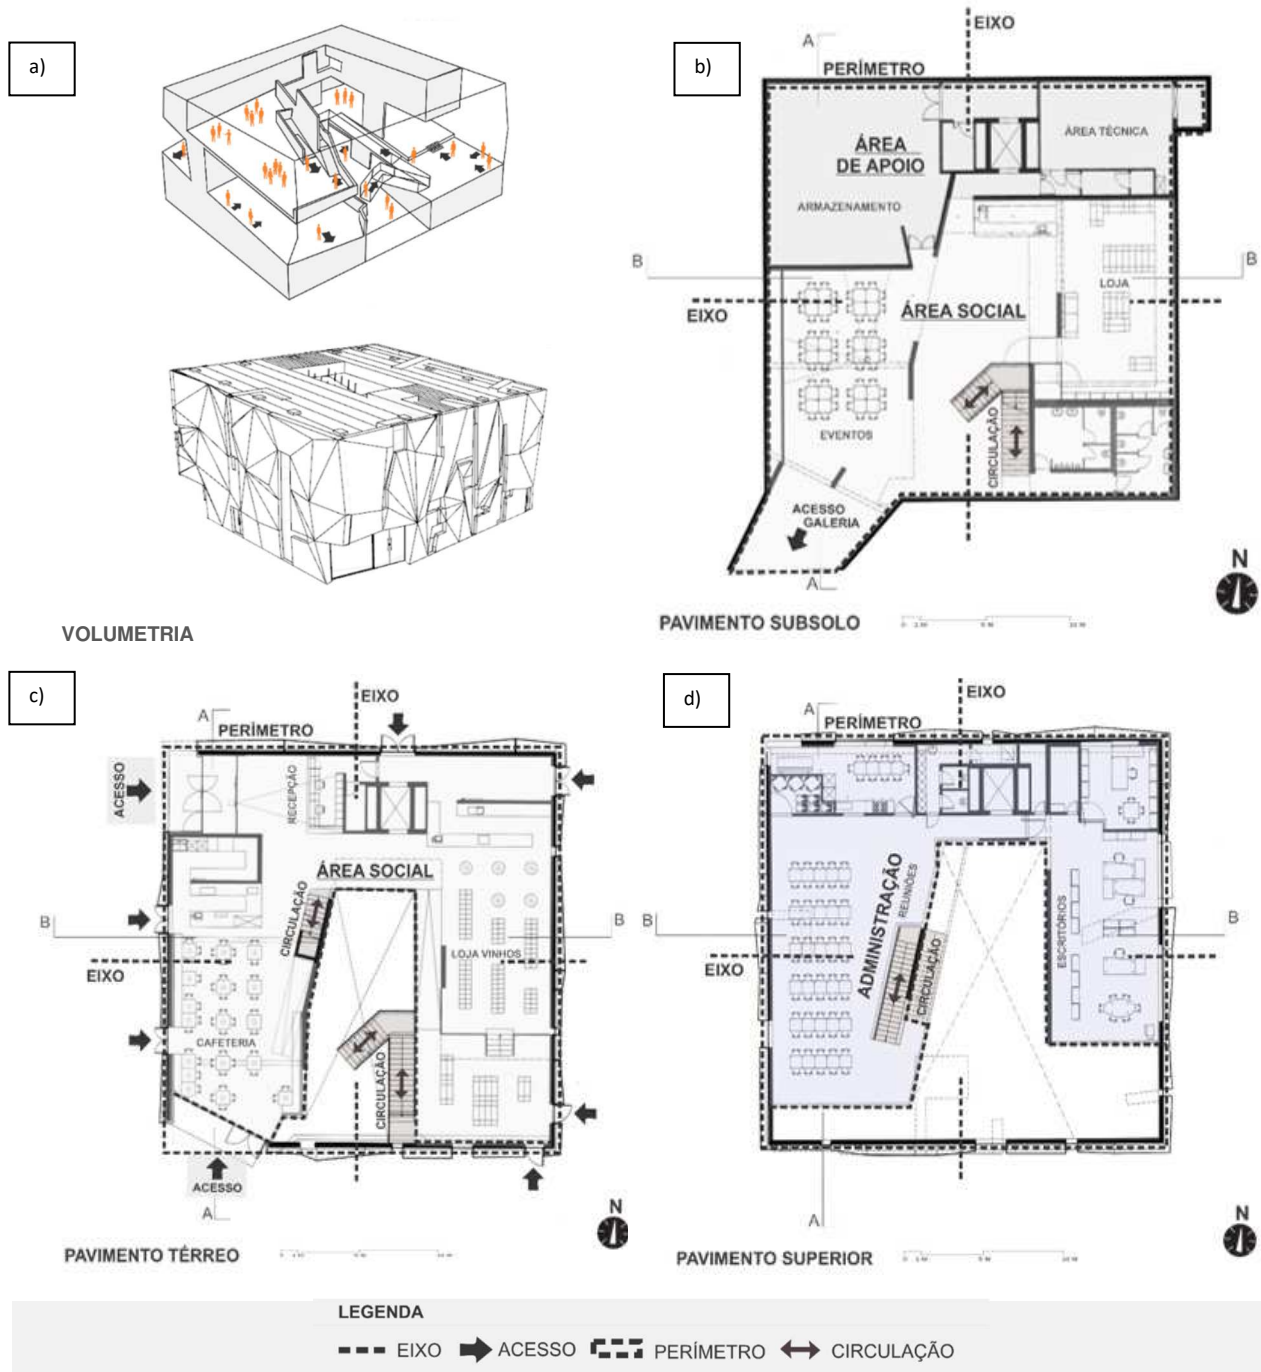 a)
VOLUMETRIA
b)
EIXO
A
PERÍMETRO
ÁREA TÉCNICA
ÁREA
DE APOIO
ARMAZENAMENTO
B
B
LOJA
EIXO
ÁREA SOCIAL
CIRCULAÇÃO
EVENTOS
ACESSO
GALERIA
A
N
PAVIMENTO SUBSOLO
c)
EIXO
A
PERÍMETRO
ACESSO
RECEPÇÃO
ÁREA SOCIAL
CIRCULAÇÃO
B
B
LOJA VINHOS
EIXO
CAFETERIA
CIRCULAÇÃO
ACESSO
A
N
PAVIMENTO TÉRREO
d)
EIXO
A
PERÍMETRO
ADMINISTRAÇÃO
REUNIÕES
ESCRITÓRIOS
B
B
EIXO
CIRCULAÇÃO
A
N
PAVIMENTO SUPERIOR
LEGENDA
EIXO ACESSO PERÍMETRO CIRCULAÇÃO